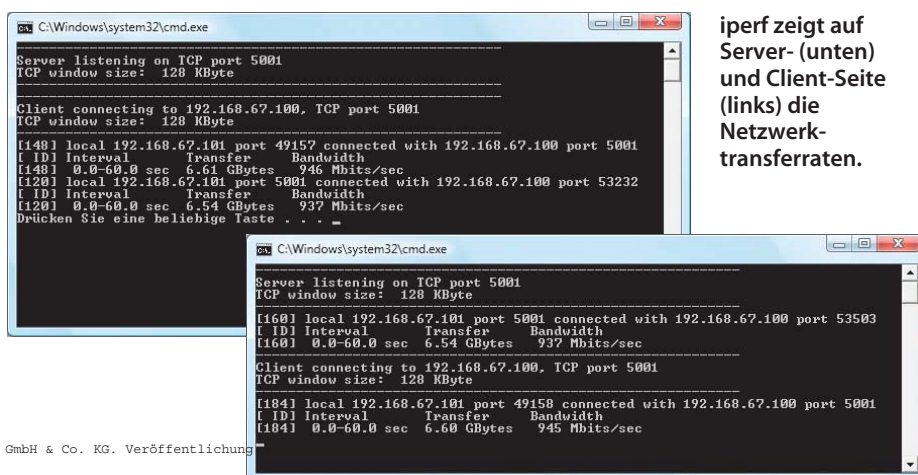 C:\Windows\system32\cmd.exe
Server listening on TCP port 5001
TCP window size: 128 KByte
Client connecting to 192.168.67.100, TCP port 5001
TCP window size: 128 KByte
[148] local 192.168.67.101 port 49157 connected with 192.168.67.100 port 5001
[ ID] Interval Transfer Bandwidth
[148] 0.0-60.0 sec 6.61 GBytes 946 Mbits/sec
[120] local 192.168.67.101 port 5001 connected with 192.168.67.100 port 53232
[ ID] Interval Transfer Bandwidth
[120] 0.0-60.0 sec 6.54 GBytes 937 Mbits/sec
Drücken Sie eine beliebige Taste . . . _
iperf zeigt auf
Server- (unten)
und Client-Seite
(links) die
Netzwerk-
transferraten.
C:\Windows\system32\cmd.exe
Server listening on TCP port 5001
TCP window size: 128 KByte
[160] local 192.168.67.101 port 5001 connected with 192.168.67.100 port 53503
[ ID] Interval Transfer Bandwidth
[160] 0.0-60.0 sec 6.54 GBytes 937 Mbits/sec
Client connecting to 192.168.67.100, TCP port 5001
TCP window size: 128 KByte
[184] local 192.168.67.101 port 49158 connected with 192.168.67.100 port 5001
[ ID] Interval Transfer Bandwidth
[184] 0.0-60.0 sec 6.60 GBytes 945 Mbits/sec
GmbH & Co. KG. Veröffentlichung